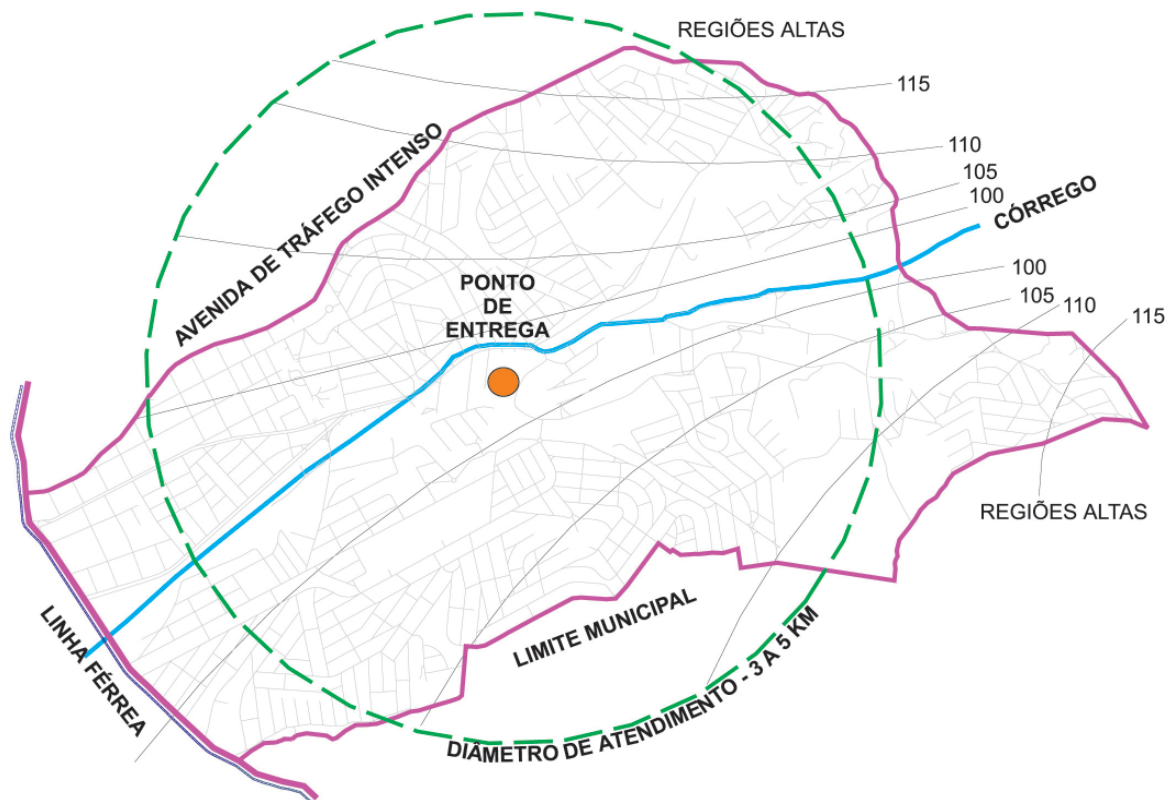 REGIÕES ALTAS
115
110
105
100
CÓRREGO
AVENIDA DE TRÁFEGO INTENSO
PONTO
DE
ENTREGA
100
105
110
115
REGIÕES ALTAS
LIMITE MUNICIPAL
LINHA FÉRREA
DIÂMETRO DE ATENDIMENTO - 3 A 5 KM